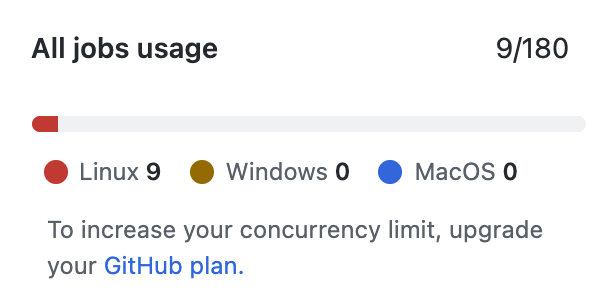 All jobs usage 9/180
Linux 9 Windows 0 MacOS 0
To increase your concurrency limit, upgrade
your GitHub plan.